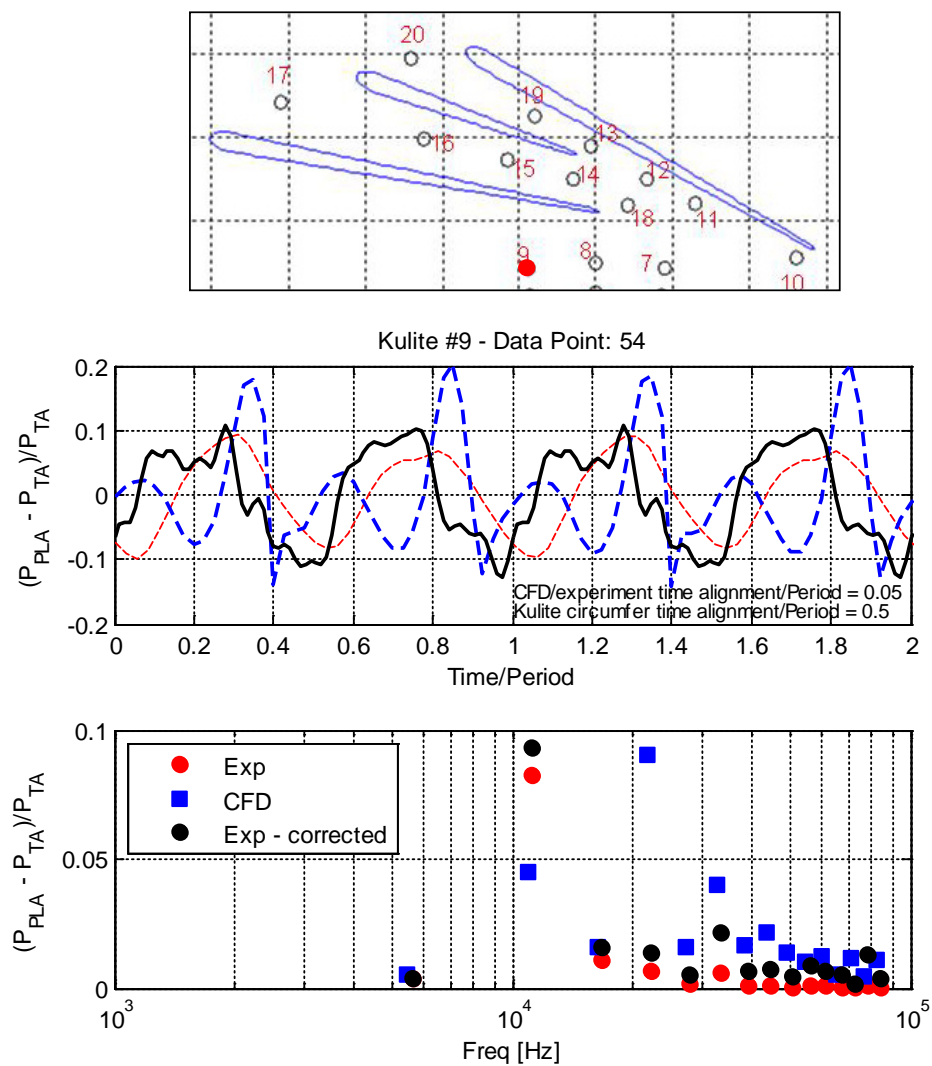 20
17
19
13
16
15
14
12
18
11
9
8
7
10
Kulite #9 - Data Point: 54
0.2
0.1
0
-0.1
-0.2
(P_PLA - P_TA)/P_TA
CFD/experiment time alignment/Period = 0.05
Kulite circumfer time alignment/Period = 0.5
0 0.2 0.4 0.6 0.8 1 1.2 1.4 1.6 1.8 2
Time/Period
0.1
0.05
0
(P_PLA - P_TA)/P_TA
Exp
CFD
Exp - corrected
10^3 10^4 10^5
Freq [Hz]